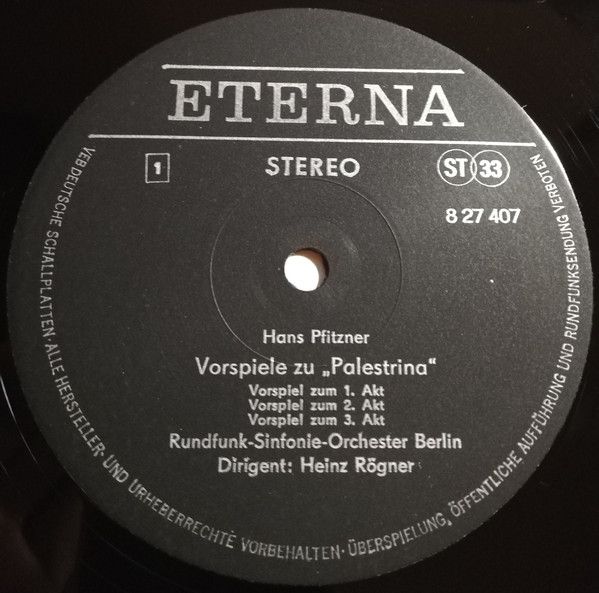 ETERNA
1
STEREO
ST 33
8 27 407
Hans Pfitzner
Vorspiele zu „Palestrina“
Vorspiel zum 1. Akt
Vorspiel zum 2. Akt
Vorspiel zum 3. Akt
Rundfunk-Sinfonie-Orchester Berlin
Dirigent: Heinz Rögner
VEB DEUTSCHE SCHALLPLATTEN · ALLE HERSTELLER- UND URHEBERRECHTE VORBEHALTEN · ÜBERSPIELUNG, ÖFFENTLICHE AUFFÜHRUNG UND RUNDFUNKSENDUNG VERBOTEN